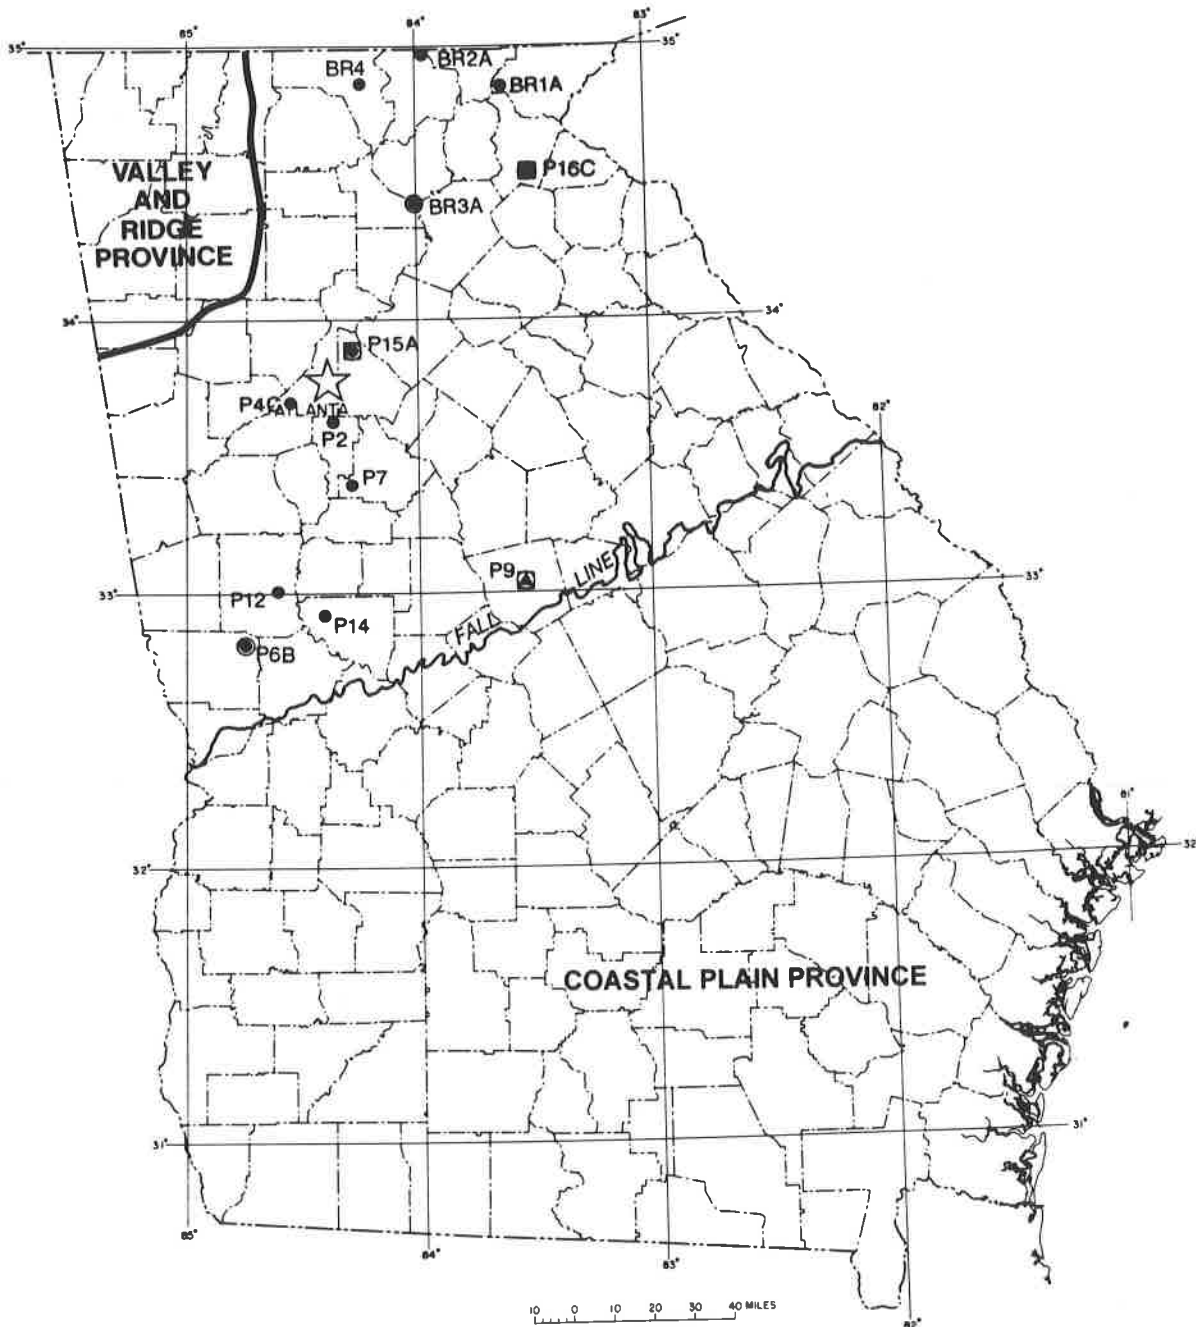 83°
84°
85°
35°
35°
BR4
BR2A
BR1A
P16C
VALLEY
AND
RIDGE
PROVINCE
BR3A
34°
34°
P15A
P4C
ATLANTA
P2
82°
P7
P9
LINE
33°
33°
P12
P14
FALL
P6B
81°
32°
32
COASTAL PLAIN PROVINCE
31°
31°
85°
84°
83°
10 0 10 20 30 40 MILES
82°